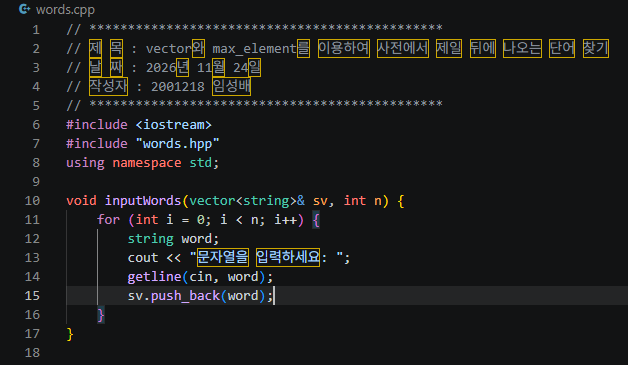 words.cpp
1 // **********************************************
2 // 제 목 : vector와 max_element를 이용하여 사전에서 제일 뒤에 나오는 단어 찾기
3 // 날 짜 : 2026년 11월 24일
4 // 작성자 : 2001218 임성배
5 // **********************************************
6 #include <iostream>
7 #include "words.hpp"
8 using namespace std;
9
10 void inputWords(vector<string>& sv, int n) {
11 for (int i = 0; i < n; i++) {
12 string word;
13 cout << "문자열을 입력하세요: ";
14 getline(cin, word);
15 sv.push_back(word);
16 }
17 }
18